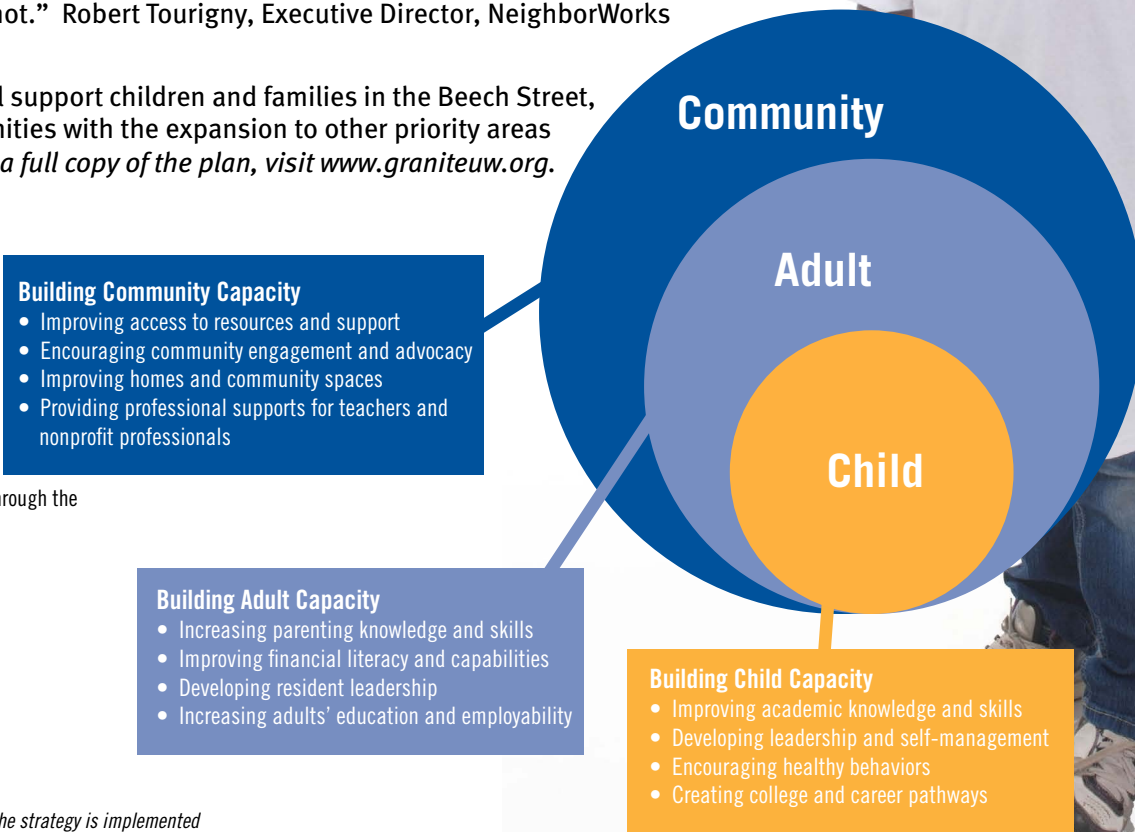 not.” Robert Tourigny, Executive Director, NeighborWorks
support children and families in the Beech Street,
nities with the expansion to other priority areas
a full copy of the plan, visit www.graniteuw.org.
Community
Adult
Child
Building Community Capacity
• Improving access to resources and support
• Encouraging community engagement and advocacy
• Improving homes and community spaces
• Providing professional supports for teachers and
nonprofit professionals
rough the
Building Adult Capacity
• Increasing parenting knowledge and skills
• Improving financial literacy and capabilities
• Developing resident leadership
• Increasing adults’ education and employability
Building Child Capacity
• Improving academic knowledge and skills
• Developing leadership and self-management
• Encouraging healthy behaviors
• Creating college and career pathways
he strategy is implemented